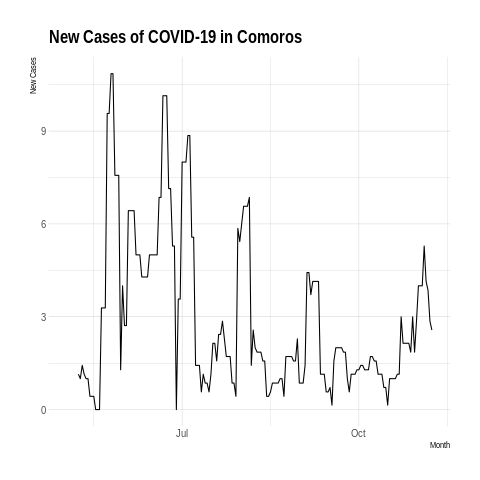 New Cases of COVID-19 in Comoros
New Cases
9
6
3
0
Jul
Oct
Month